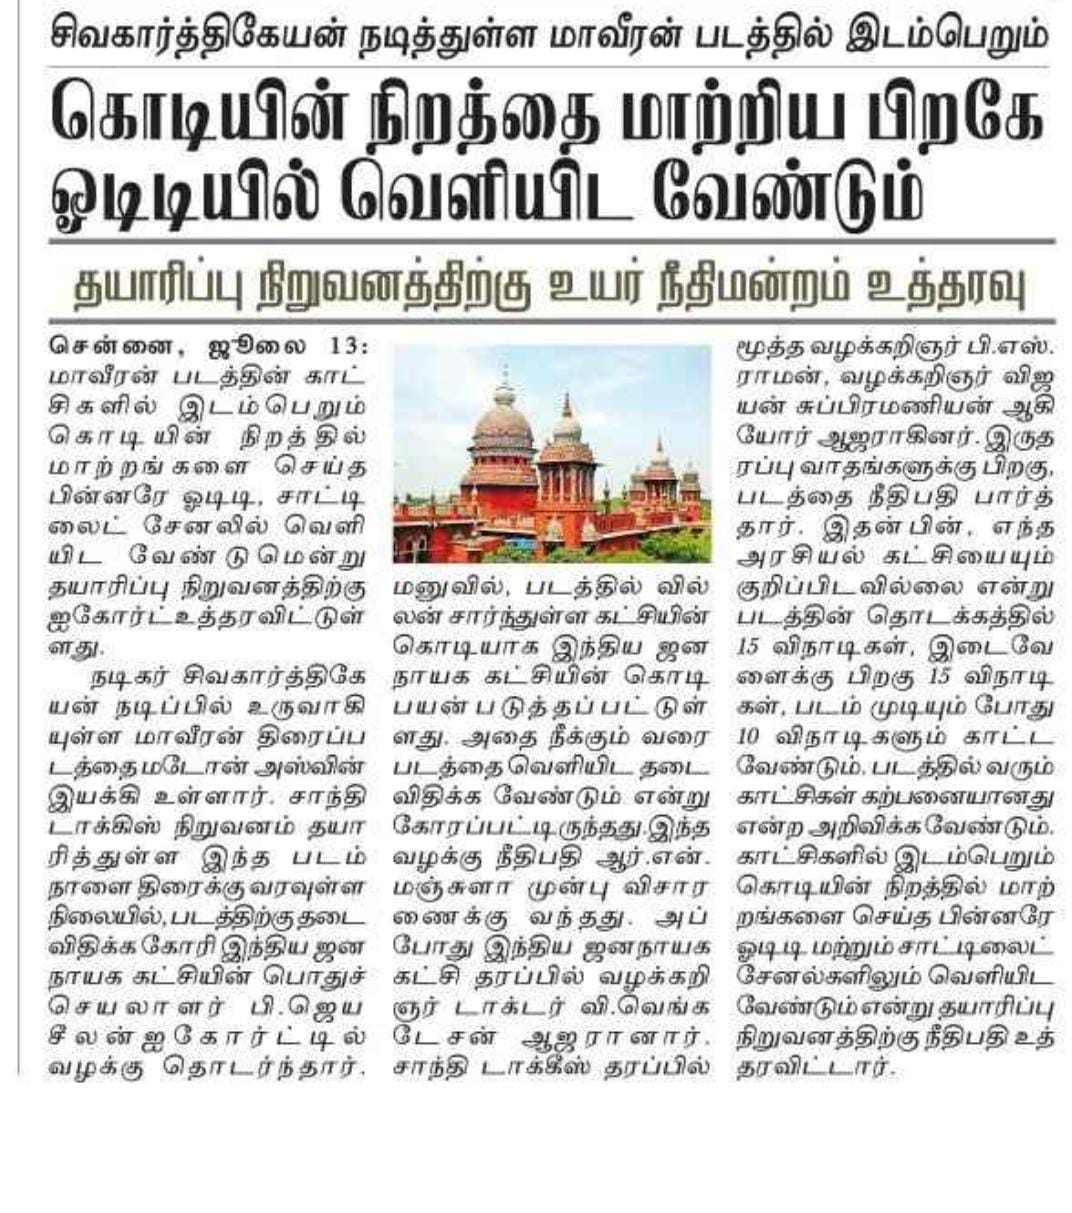 சிவகார்த்திகேயன் நடித்துள்ள மாவீரன் படத்தில் இடம்பெறும்
கொடியின் நிறத்தை மாற்றிய பிறகே
ஓடிடியில் வெளியிட வேண்டும்
தயாரிப்பு நிறுவனத்திற்கு உயர் நீதிமன்றம் உத்தரவு
சென்னை, ஜூலை 13:
மாவீரன் படத்தின் காட்
சிகளில் இடம்பெறும்
கொடியின் நிறத்தில்
மாற்றங்களை செய்த
பின்னரே ஓடிடி, சாட்டி
லைட் சேனலில் வெளி
யிட வேண்டுமென்று
தயாரிப்பு நிறுவனத்திற்கு
ஐகோர்ட் உத்தரவிட்டுள்
ளது.
நடிகர் சிவகார்த்திகே
யன் நடிப்பில் உருவாகி
யுள்ள மாவீரன் திரைப்ப
டத்தை மடோன் அஸ்வின்
இயக்கி உள்ளார். சாந்தி
டாக்கிஸ் நிறுவனம் தயா
ரித்துள்ள இந்த படம்
நாளை திரைக்கு வரவுள்ள
நிலையில், படத்திற்கு தடை
விதிக்க கோரி இந்திய ஜன
நாயக கட்சியின் பொதுச்
செயலாளர் பி.ஜெய
சீலன் ஐகோர்ட்டில்
வழக்கு தொடர்ந்தார்.
மனுவில், படத்தில் வில்
லன் சார்ந்துள்ள கட்சியின்
கொடியாக இந்திய ஜன
நாயக கட்சியின் கொடி
பயன்படுத்தப்பட்டுள்
ளது. அதை நீக்கும் வரை
படத்தை வெளியிட தடை
விதிக்க வேண்டும் என்று
கோரப்பட்டிருந்தது.இந்த
வழக்கு நீதிபதி ஆர்.என்.
மஞ்சுளா முன்பு விசார
ணைக்கு வந்தது. அப்
போது இந்திய ஜனநாயக
கட்சி தரப்பில் வழக்கறி
ஞர் டாக்டர் வி.வெங்க
டேசன் ஆஜரானார்.
சாந்தி டாக்கீஸ் தரப்பில்
மூத்த வழக்கறிஞர் பி.எஸ்.
ராமன், வழக்கறிஞர் விஜ
யன் சுப்பிரமணியன் ஆகி
யோர் ஆஜராகினர். இருத
ரப்பு வாதங்களுக்கு பிறகு,
படத்தை நீதிபதி பார்த்
தார். இதன் பின், எந்த
அரசியல் கட்சியையும்
குறிப்பிடவில்லை என்று
படத்தின் தொடக்கத்தில்
15 விநாடிகள், இடைவே
ளைக்கு பிறகு 15 விநாடி
கள், படம் முடியும் போது
10 விநாடிகளும் காட்ட
வேண்டும். படத்தில் வரும்
காட்சிகள் கற்பனையானது
என்ற அறிவிக்க வேண்டும்.
காட்சிகளில் இடம்பெறும்
கொடியின் நிறத்தில் மாற்
றங்களை செய்த பின்னரே
ஓடிடி மற்றும் சாட்டிலைட்
சேனல்களிலும் வெளியிட
வேண்டும் என்று தயாரிப்பு
நிறுவனத்திற்கு நீதிபதி உத்
தரவிட்டார்.